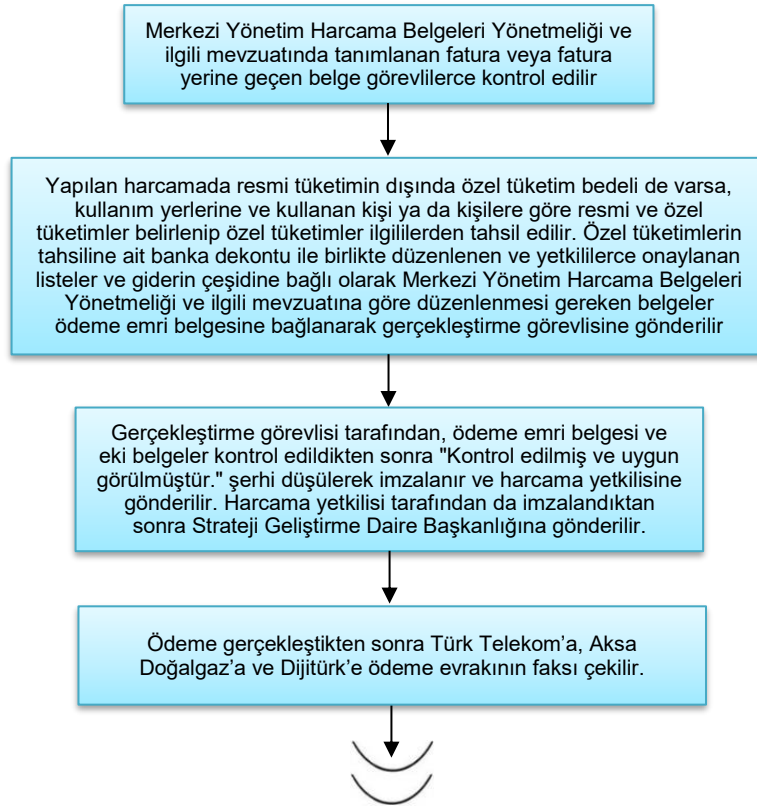 Merkezi Yönetim Harcama Belgeleri Yönetmeliği ve
ilgili mevzuatında tanımlanan fatura veya fatura
yerine geçen belge görevlilerce kontrol edilir
Yapılan harcamada resmi tüketimin dışında özel tüketim bedeli de varsa,
kullanım yerlerine ve kullanan kişi ya da kişilere göre resmi ve özel
tüketimler belirlenip özel tüketimler ilgililerden tahsil edilir. Özel tüketimlerin
tahsiline ait banka dekontu ile birlikte düzenlenen ve yetkililerce onaylanan
listeler ve giderin çeşidine bağlı olarak Merkezi Yönetim Harcama Belgeleri
Yönetmeliği ve ilgili mevzuatına göre düzenlenmesi gereken belgeler
ödeme emri belgesine bağlanarak gerçekleştirme görevlisine gönderilir
Gerçekleştirme görevlisi tarafından, ödeme emri belgesi ve
eki belgeler kontrol edildikten sonra "Kontrol edilmiş ve uygun
görülmüştür." şerhi düşülerek imzalanır ve harcama yetkilisine
gönderilir. Harcama yetkilisi tarafından da imzalandıktan
sonra Strateji Geliştirme Daire Başkanlığına gönderilir.
Ödeme gerçekleştikten sonra Türk Telekom’a, Aksa
Doğalgaz’a ve Dijitürk’e ödeme evrakının faksı çekilir.